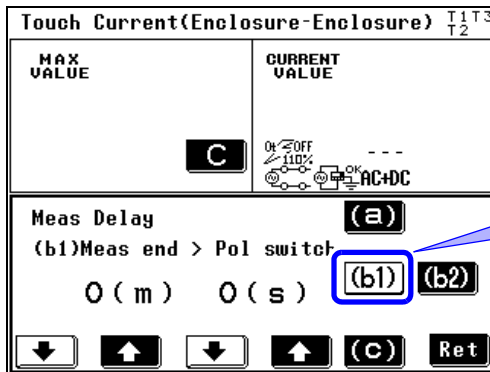 Touch Current(Enclosure-Enclosure) T1T3
T2
MAX
VALUE
CURRENT
VALUE
C
OFF
110%
OK
---
AC+DC
Meas Delay
(a)
(b1)Meas end > Pol switch
(b1) (b2)
0(m) 0(s)
(c) Ret